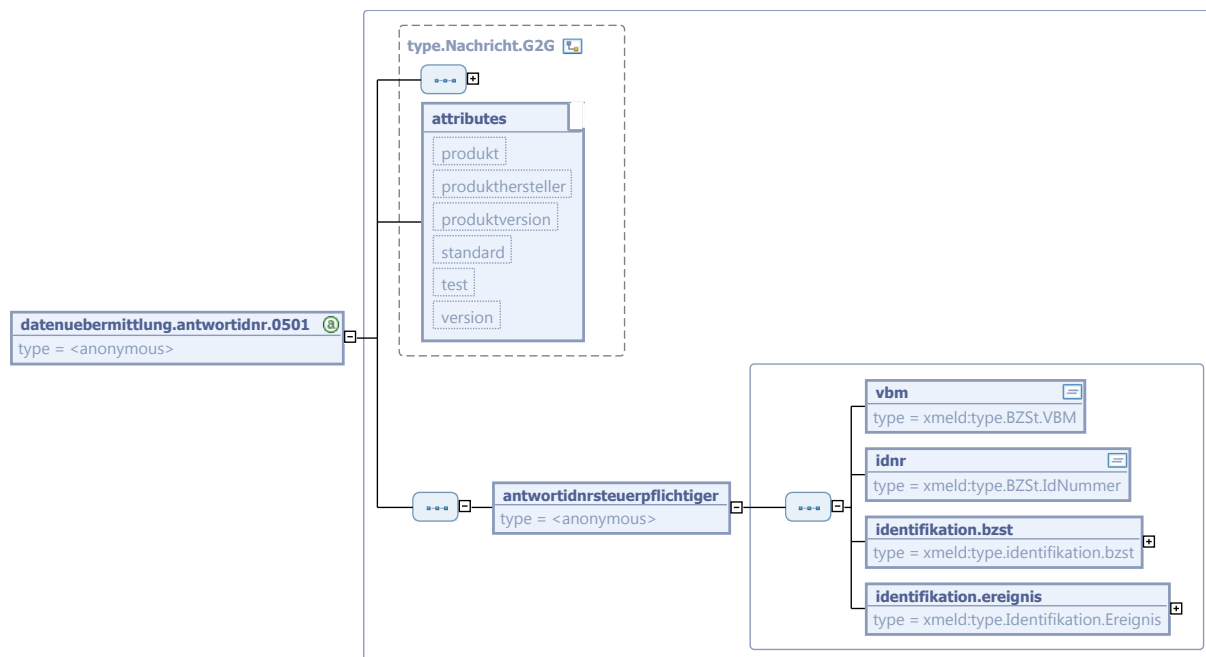 type.Nachricht.G2G
attributes
produkt
produkthersteller
produktversion
standard
test
version
datenuebermittlung.antwortidnr.0501 a
type = <anonymous>
vbm
type = xmeld:type.BZSt.VBM
idnr
type = xmeld:type.BZSt.IdNummer
antwortidnrsteuerpflichtiger
type = <anonymous>
identifikation.bzst
type = xmeld:type.identifikation.bzst
identifikation.ereignis
type = xmeld:type.Identifikation.Ereignis